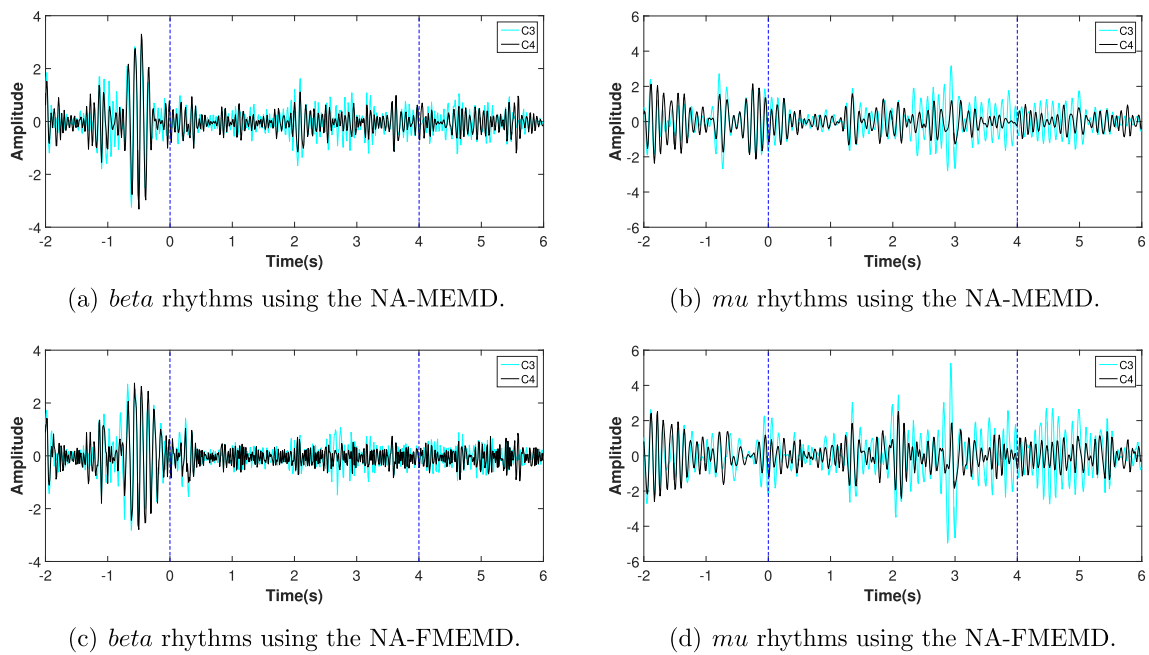 4
2
0
-2
-4
Amplitude
C3
C4
-2 -1 0 1 2 3 4 5 6
Time(s)
(a) beta rhythms using the NA-MEMD.
6
4
2
0
-2
-4
-6
Amplitude
C3
C4
-2 -1 0 1 2 3 4 5 6
Time(s)
(b) mu rhythms using the NA-MEMD.
4
2
0
-2
-4
Amplitude
C3
C4
-2 -1 0 1 2 3 4 5 6
Time(s)
(c) beta rhythms using the NA-FMEMD.
6
4
2
0
-2
-4
-6
Amplitude
C3
C4
-2 -1 0 1 2 3 4 5 6
Time(s)
(d) mu rhythms using the NA-FMEMD.